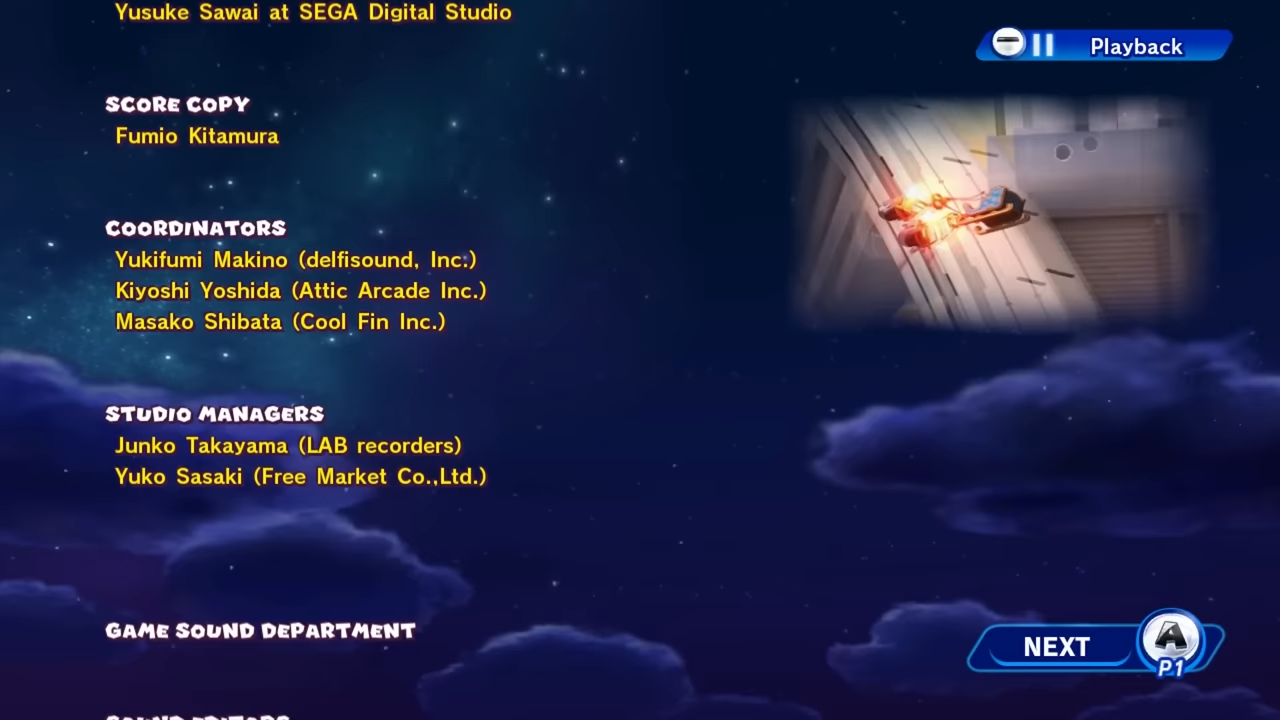 Yusuke Sawai at SEGA Digital Studio
Playback
SCORE COPY
Fumio Kitamura
COORDINATORS
Yukifumi Makino (delfisound, Inc.)
Kiyoshi Yoshida (Attic Arcade Inc.)
Masako Shibata (Cool Fin Inc.)
STUDIO MANAGERS
Junko Takayama (LAB recorders)
Yuko Sasaki (Free Market Co.,Ltd.)
GAME SOUND DEPARTMENT
NEXT
A
P1
SOUND EDITORS